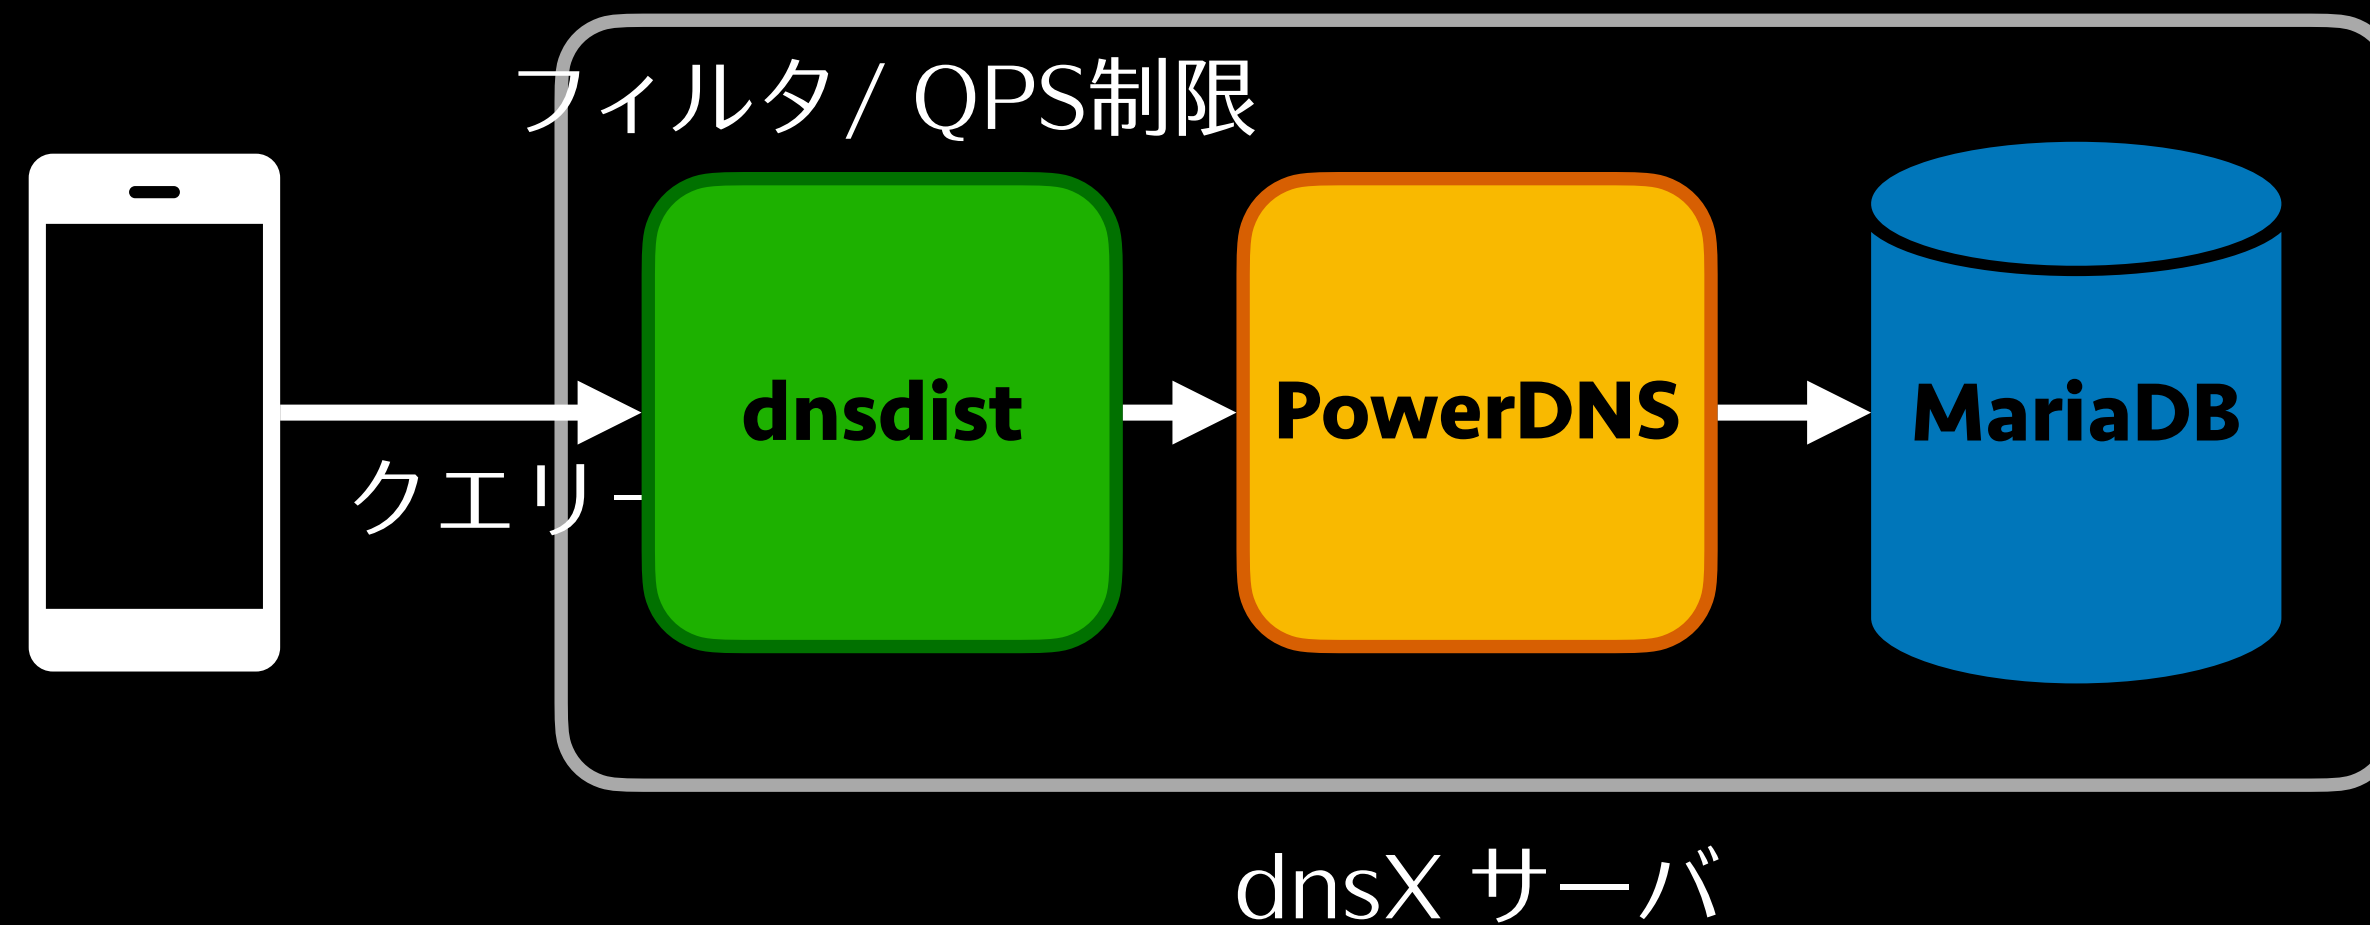 フィルタ/ QPS制限
dnsdist
PowerDNS
MariaDB
クエリー
dnsX サーバ